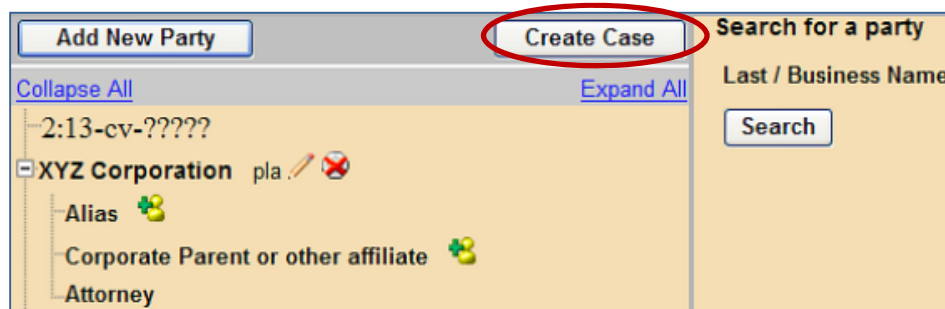 Add New Party
Create Case
Collapse All
Expand All
2:13-cv-?????
XYZ Corporation pla
Alias
Corporate Parent or other affiliate
Attorney
Search for a party
Last / Business Name
Search